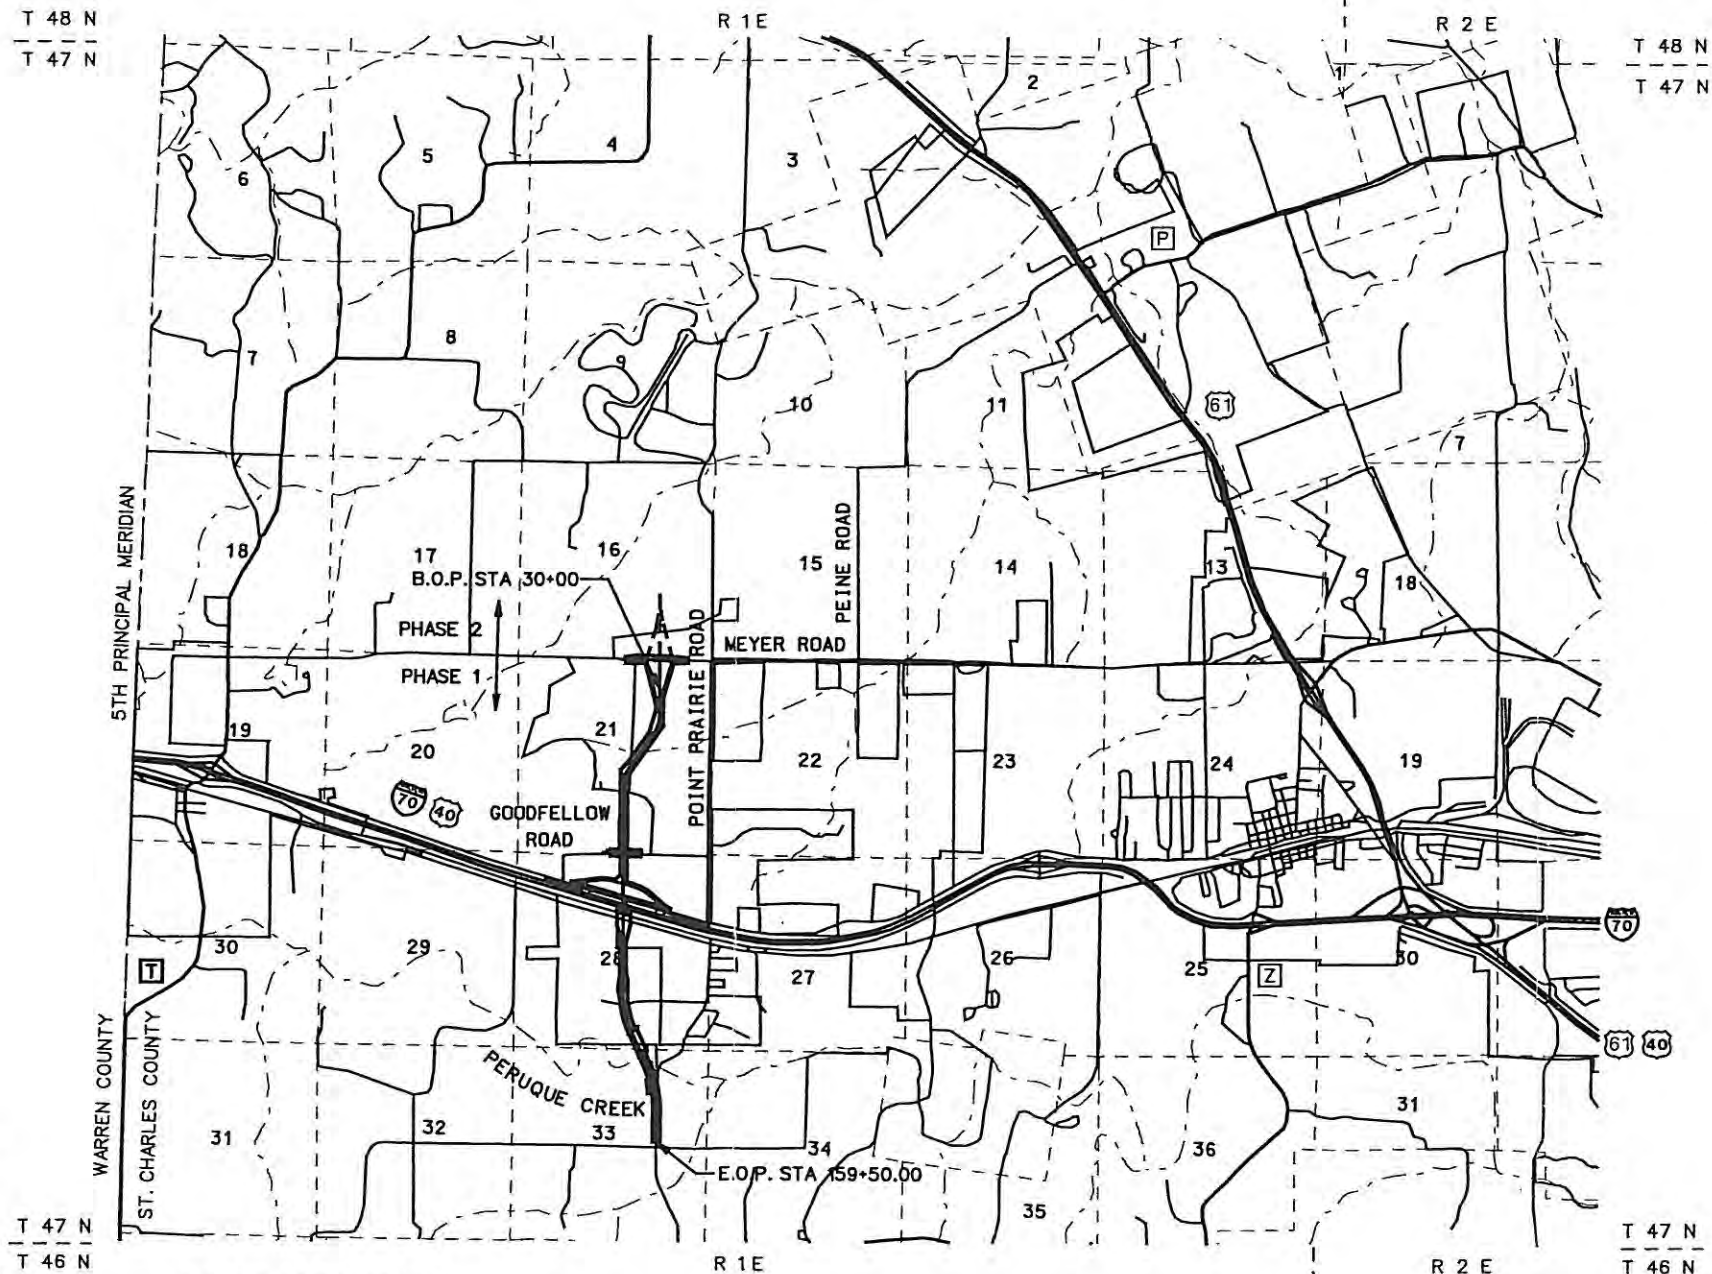 T 48 N
T 47 N
R 1 E
R 2 E
T 48 N
T 47 N
2
1
4
5
3
6
P
8
7
9
10
11
61
7
5TH PRINCIPAL MERIDIAN
18
17
16
15
PEINE ROAD
14
13
18
B.O.P. STA 30+00
PHASE 2
MEYER ROAD
PHASE 1
POINT PRAIRIE ROAD
19
20
21
22
23
24
19
70
40
GOODFELLOW
ROAD
70
30
29
28
27
26
25
30
T
Z
61
40
WARREN COUNTY
ST. CHARLES COUNTY
PERUQUE CREEK
31
32
33
34
36
31
E.O.P. STA 159+50.00
35
T 47 N
T 46 N
R 1 E
R 2 E
T 47 N
T 46 N